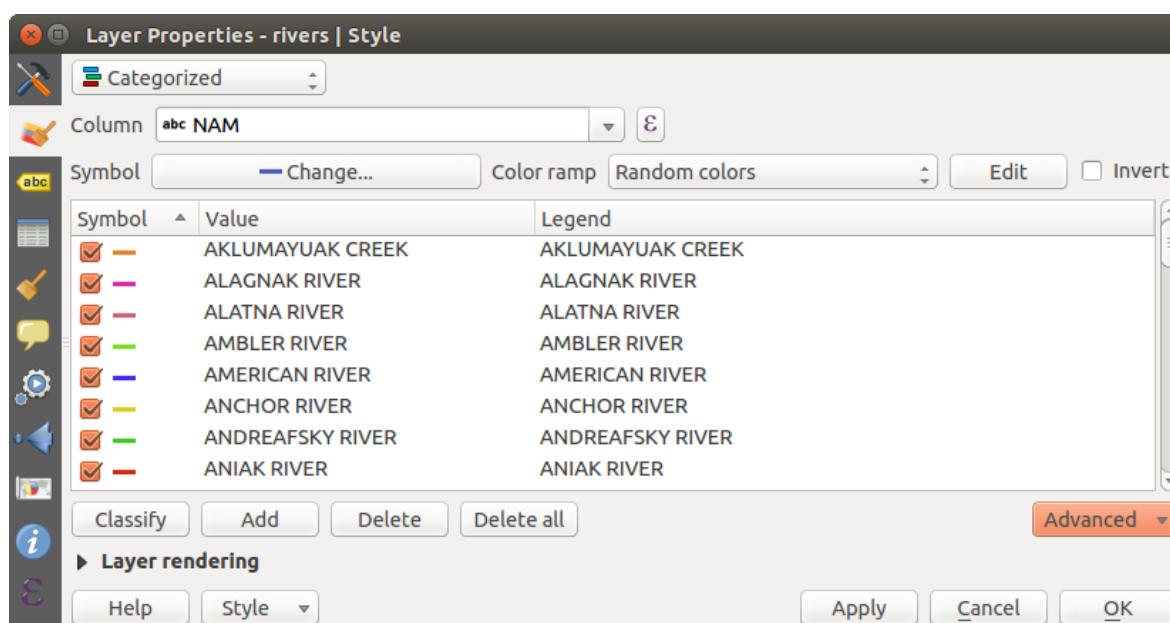 Layer Properties - rivers | Style
Categorized
Column abc NAM ε
abc
Symbol Change... Color ramp Random colors Edit Invert
Symbol Value Legend
AKLUMAYUAK CREEK AKLUMAYUAK CREEK
ALAGNAK RIVER ALAGNAK RIVER
ALATNA RIVER ALATNA RIVER
AMBLER RIVER AMBLER RIVER
AMERICAN RIVER AMERICAN RIVER
ANCHOR RIVER ANCHOR RIVER
ANDREAFSKY RIVER ANDREAFSKY RIVER
ANIAK RIVER ANIAK RIVER
Classify Add Delete Delete all Advanced
i
Layer rendering
ε
Help Style Apply Cancel OK